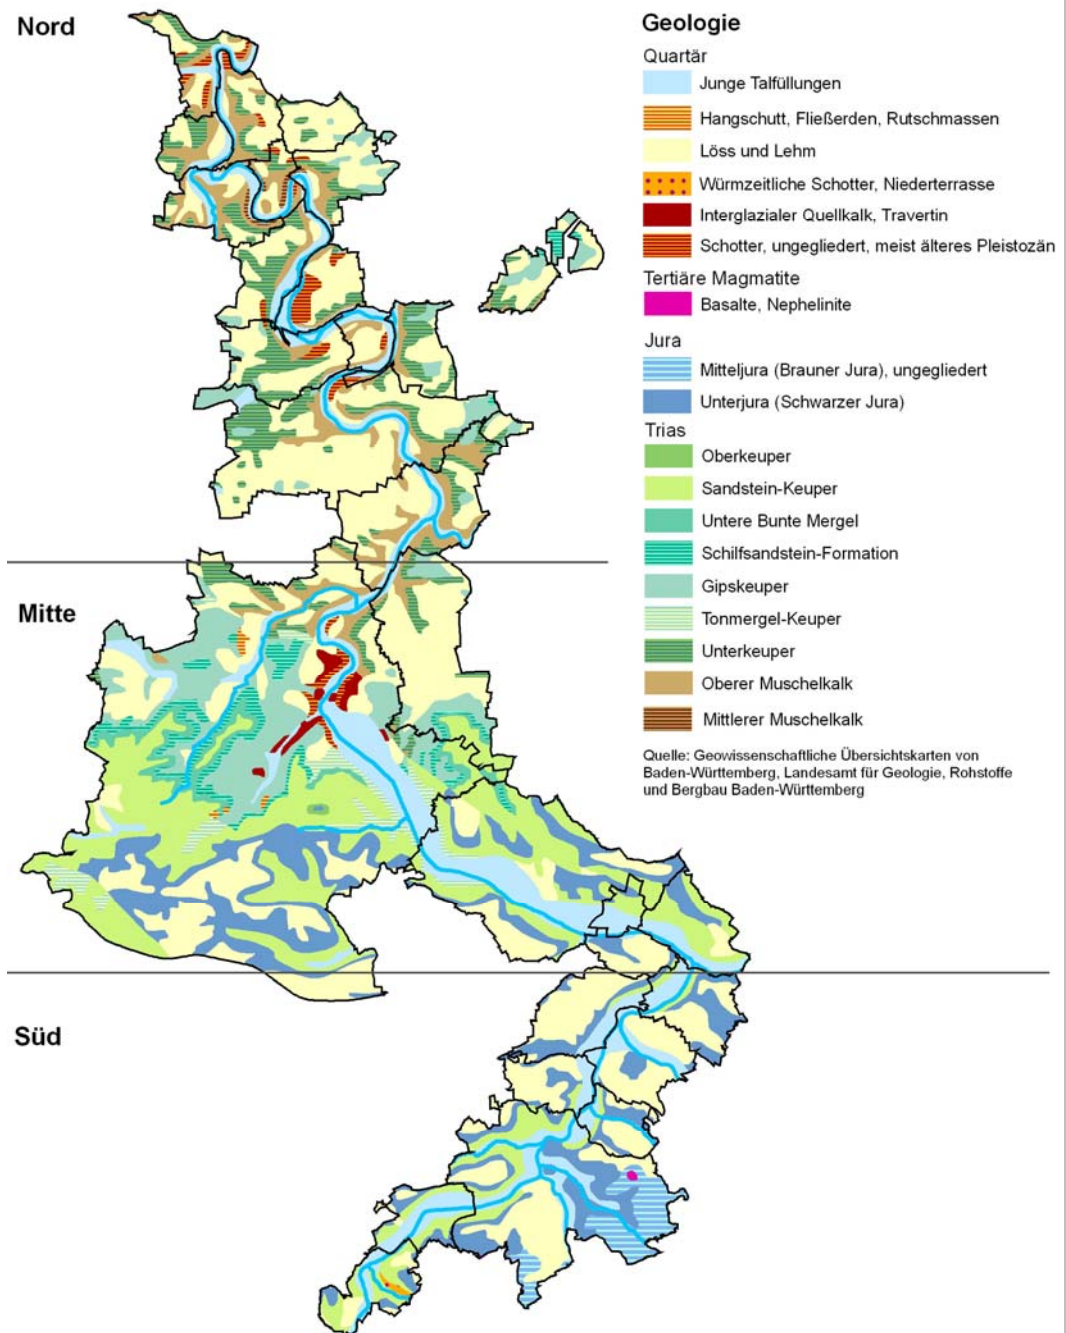 Nord
Mitte
Süd
Geologie
Quartär
Junge Talfüllungen
Hangschutt, Fließerden, Rutschmassen
Löss und Lehm
Würmzeitliche Schotter, Niederterrasse
Interglazialer Quellkalk, Travertin
Schotter, ungegliedert, meist älteres Pleistozän
Tertiäre Magmatite
Basalte, Nephelinite
Jura
Mitteljura (Brauner Jura), ungegliedert
Unterjura (Schwarzer Jura)
Trias
Oberkeuper
Sandstein-Keuper
Untere Bunte Mergel
Schilfsandstein-Formation
Gipskeuper
Tonmergel-Keuper
Unterkeuper
Oberer Muschelkalk
Mittlerer Muschelkalk
Quelle: Geowissenschaftliche Übersichtskarten von
Baden-Württemberg, Landesamt für Geologie, Rohstoffe
und Bergbau Baden-Württemberg